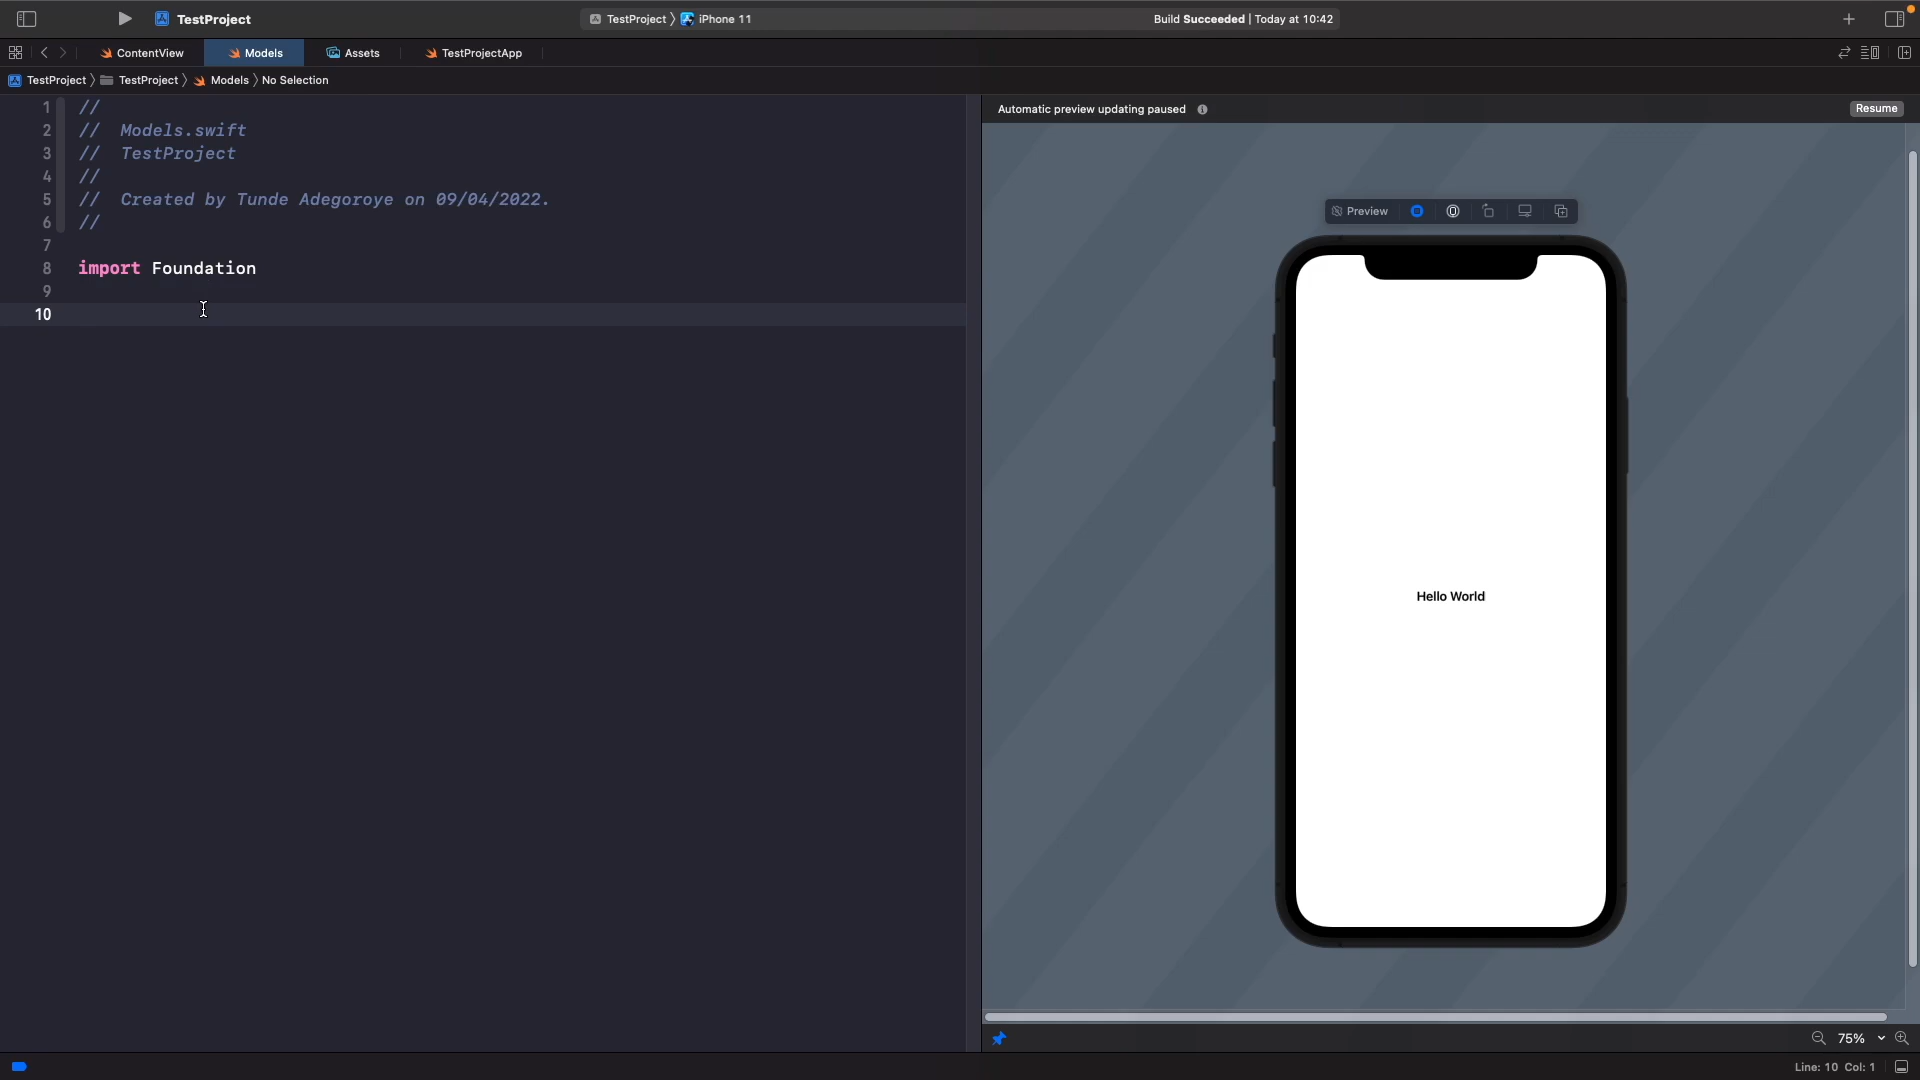 TestProject
TestProject 〉 iPhone 11
Build Succeeded | Today at 10:42
ContentView
Models
Assets
TestProjectApp
TestProject 〉 TestProject 〉 Models 〉 No Selection
Automatic preview updating paused
Resume
1 //
2 // Models.swift
3 // TestProject
4 //
5 // Created by Tunde Adegoroye on 09/04/2022.
6 //
7
8 import Foundation
9
10
Preview
Hello World
75%
Line: 10 Col: 1